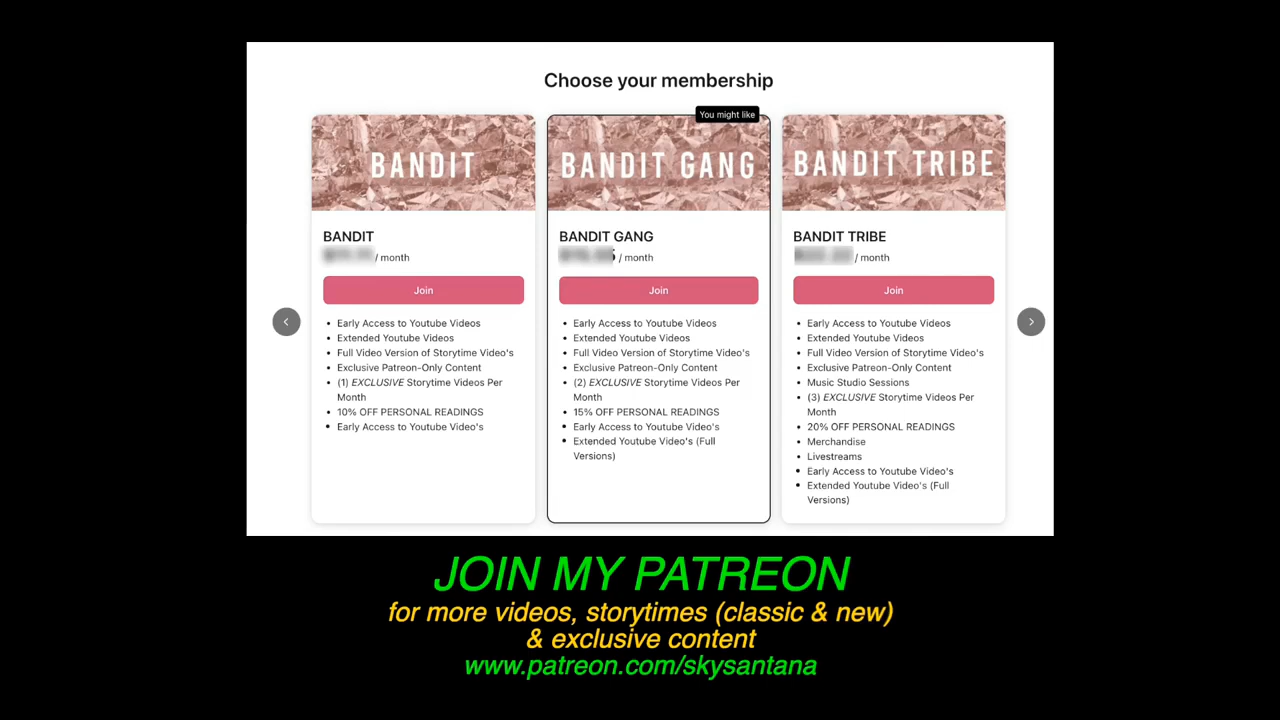 Choose your membership
You might like
BANDIT
BANDIT GANG
BANDIT TRIBE
BANDIT
/ month
Join
• Early Access to Youtube Videos
• Extended Youtube Videos
• Full Video Version of Storytime Video's
• Exclusive Patreon-Only Content
• (1) EXCLUSIVE Storytime Videos Per
Month
• 10% OFF PERSONAL READINGS
• Early Access to Youtube Video's
BANDIT GANG
/ month
Join
• Early Access to Youtube Videos
• Extended Youtube Videos
• Full Video Version of Storytime Video's
• Exclusive Patreon-Only Content
• (2) EXCLUSIVE Storytime Videos Per
Month
• 15% OFF PERSONAL READINGS
• Early Access to Youtube Video's
• Extended Youtube Video's (Full
Versions)
BANDIT TRIBE
/ month
Join
• Early Access to Youtube Videos
• Extended Youtube Videos
• Full Video Version of Storytime Video's
• Exclusive Patreon-Only Content
• Music Studio Sessions
• (3) EXCLUSIVE Storytime Videos Per
Month
• 20% OFF PERSONAL READINGS
• Merchandise
• Livestreams
• Early Access to Youtube Video's
• Extended Youtube Video's (Full
Versions)
JOIN MY PATREON
for more videos, storytimes (classic & new)
& exclusive content
www.patreon.com/skysantana